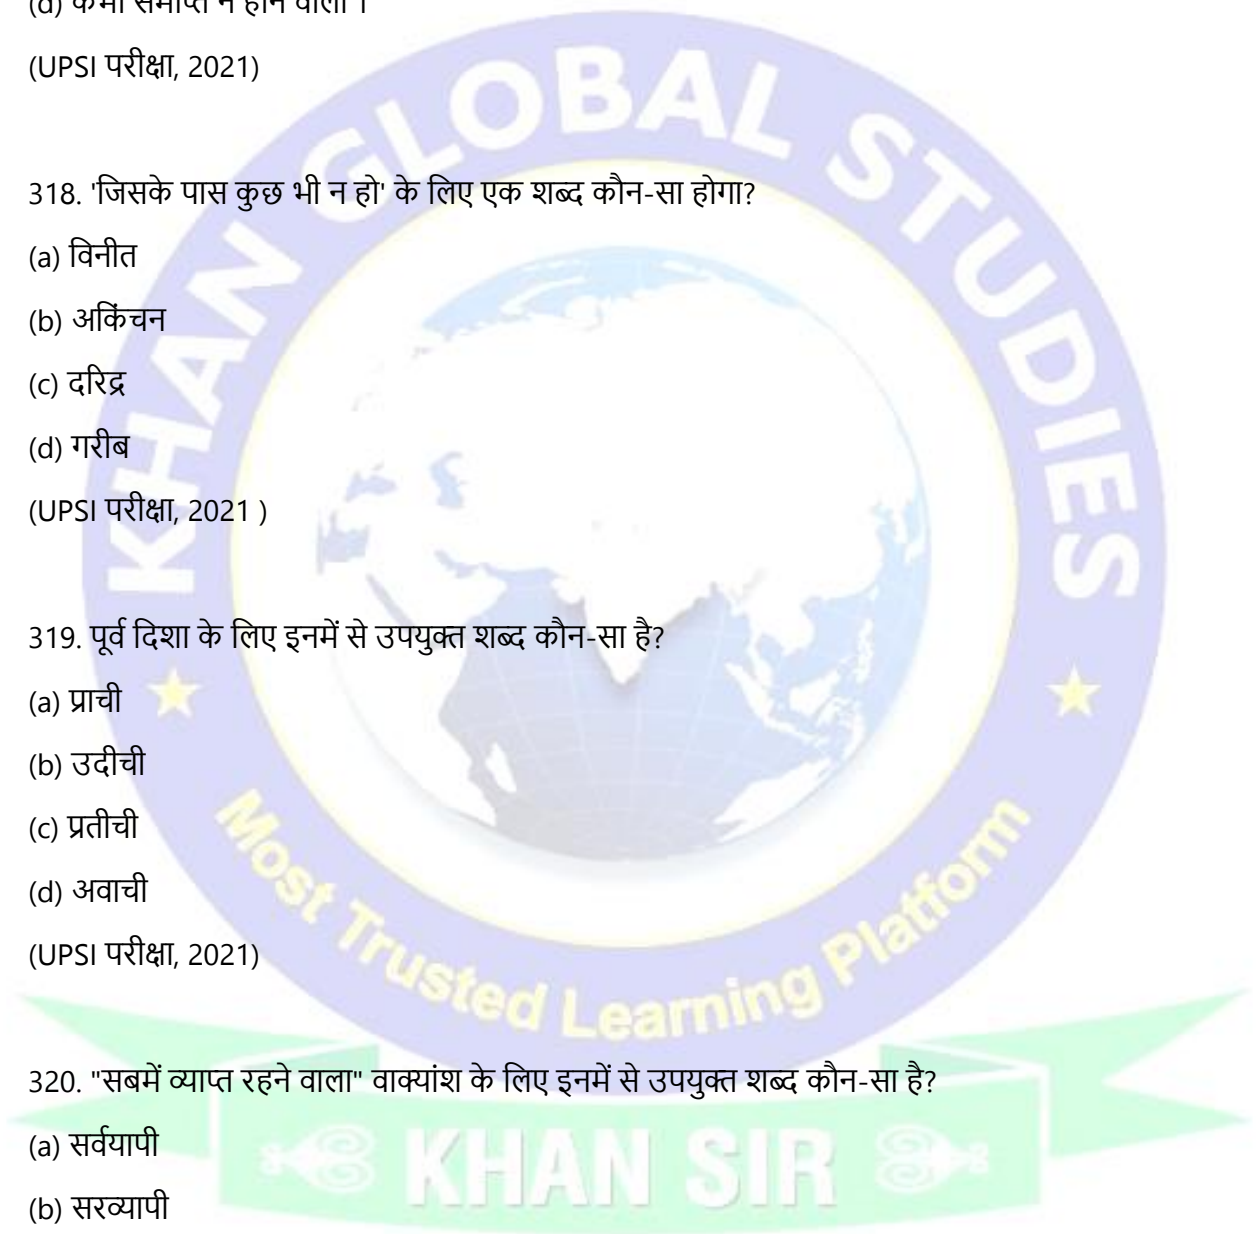 (d) कभी समाप्त न होने वाला ।
(UPSI परीक्षा, 2021)
318. 'जिसके पास कुछ भी न हो' के लिए एक शब्द कौन-सा होगा?
(a) विनीत
(b) अकिंचन
(c) दरिद्र
(d) गरीब
(UPSI परीक्षा, 2021 )
319. पूर्व दिशा के लिए इनमें से उपयुक्त शब्द कौन-सा है?
(a) प्राची
(b) उदीची
(c) प्रतीची
(d) अवाची
(UPSI परीक्षा, 2021)
320. "सबमें व्याप्त रहने वाला" वाक्यांश के लिए इनमें से उपयुक्त शब्द कौन-सा है?
(a) सर्वयापी
(b) सरव्यापी
KHAN GLOBAL STUDIES
Most Trusted Learning Platform
KHAN SIR